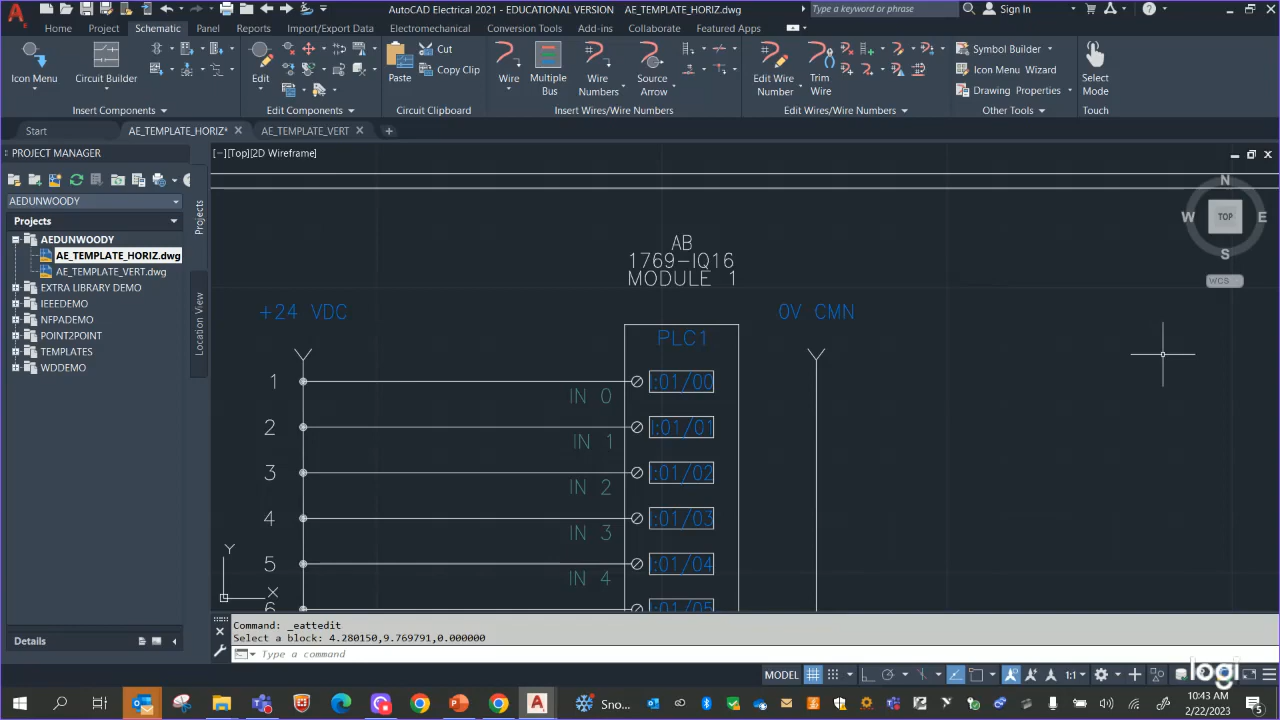 AutoCAD Electrical 2021 - EDUCATIONAL VERSION AE_TEMPLATE_HORIZ.dwg
Type a keyword or phrase
Sign In
Home Project Schematic Panel Reports Import/Export Data Electromechanical Conversion Tools Add-ins Collaborate Featured Apps
Icon Menu
Circuit Builder
Edit
Paste
Cut
Copy Clip
Wire
Multiple Bus
Wire Numbers
Source Arrow
Edit Wire Number
Trim Wire
Symbol Builder
Icon Menu Wizard
Drawing Properties
Select Mode
Insert Components
Edit Components
Circuit Clipboard
Insert Wires/Wire Numbers
Edit Wires/Wire Numbers
Other Tools
Touch
Start
AE_TEMPLATE_HORIZ*
AE_TEMPLATE_VERT
PROJECT MANAGER
AEDUNWOODY
Projects
AEDUNWOODY
AE_TEMPLATE_HORIZ.dwg
AE_TEMPLATE_VERT.dwg
EXTRA LIBRARY DEMO
IEEEDEMO
NFPADEMO
POINT2POINT
TEMPLATES
WDDEMO
Details
Projects
Location View
[−][Top][2D Wireframe]
N
W
TOP
E
S
WCS
AB
1769-IQ16
MODULE 1
+24 VDC
0V CMN
PLC1
1
I:01/00
IN 0
2
I:01/01
IN 1
3
I:01/02
IN 2
4
I:01/03
IN 3
5
I:01/04
IN 4
6
I:01/05
Y
X
Command: _eattedit
Select a block: 4.280150,9.769791,0.000000
Type a command
MODEL
1:1
logi
Sno...
10:43 AM
2/22/2023
5